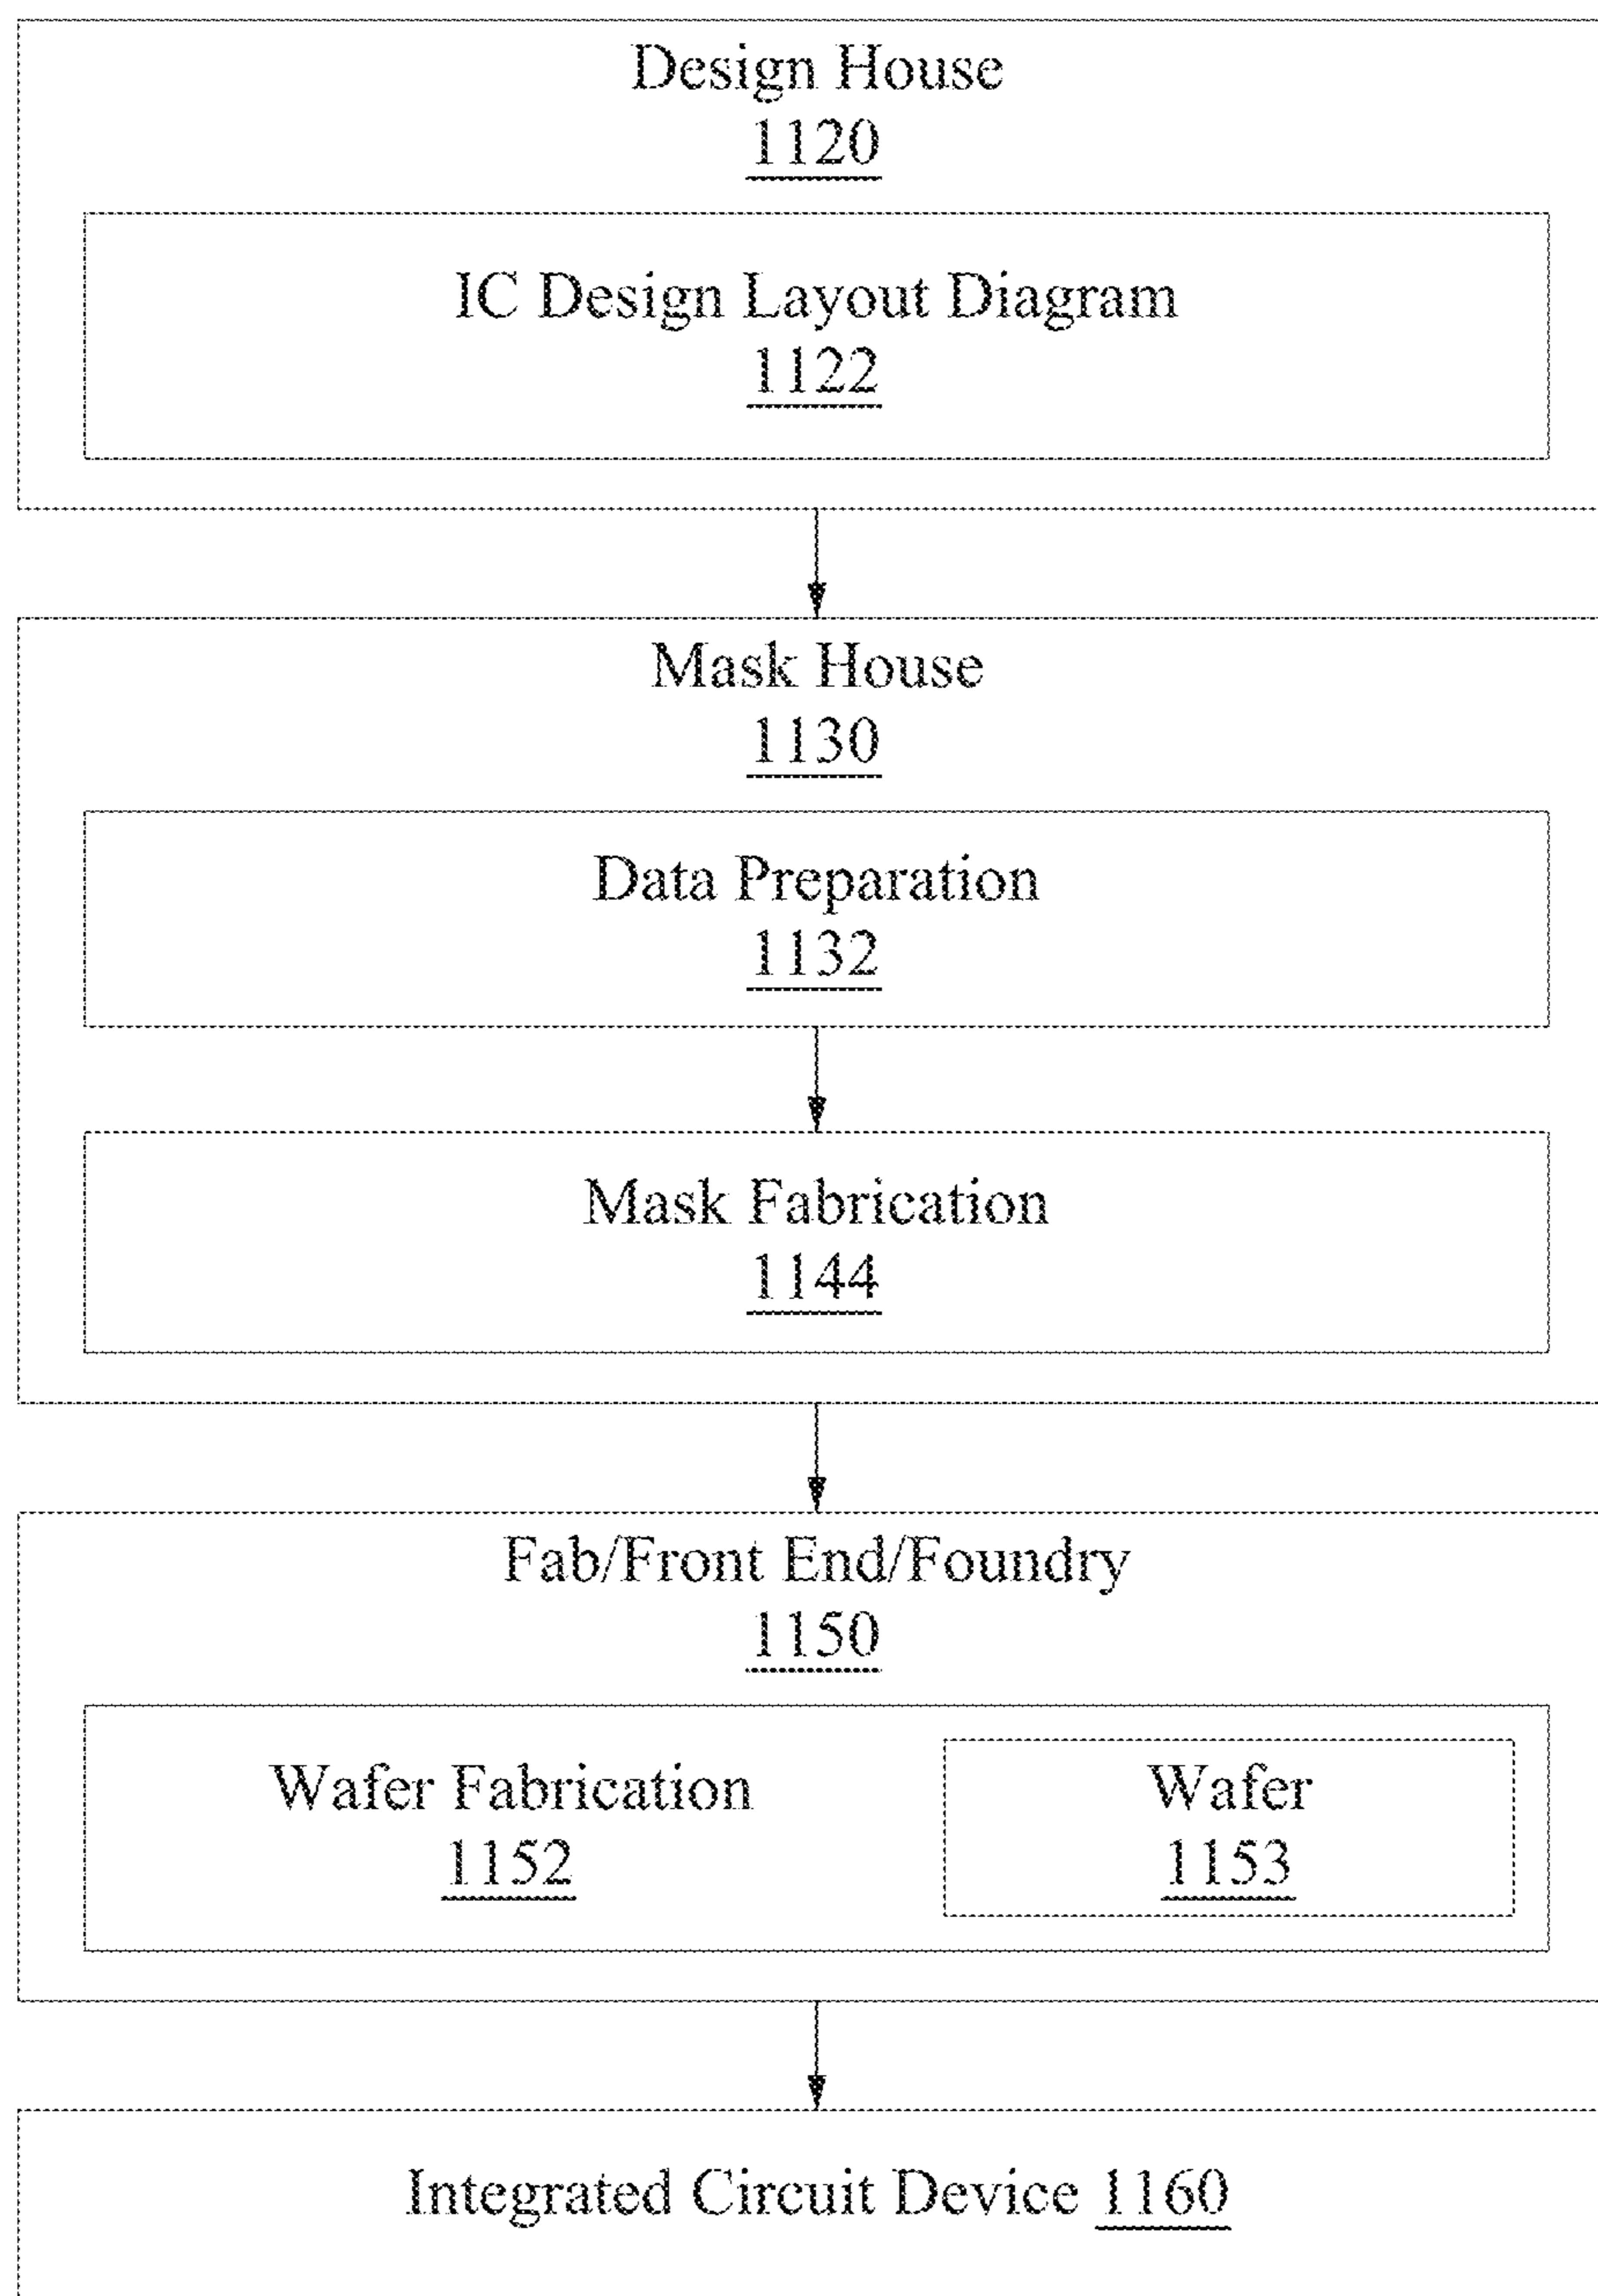 Design House
1120
IC Design Layout Diagram
1122
Mask House
1130
Data Preparation
1132
Mask Fabrication
1144
Fab/Front End/Foundry
1150
Wafer Fabrication
1152
Wafer
1153
Integrated Circuit Device 1160